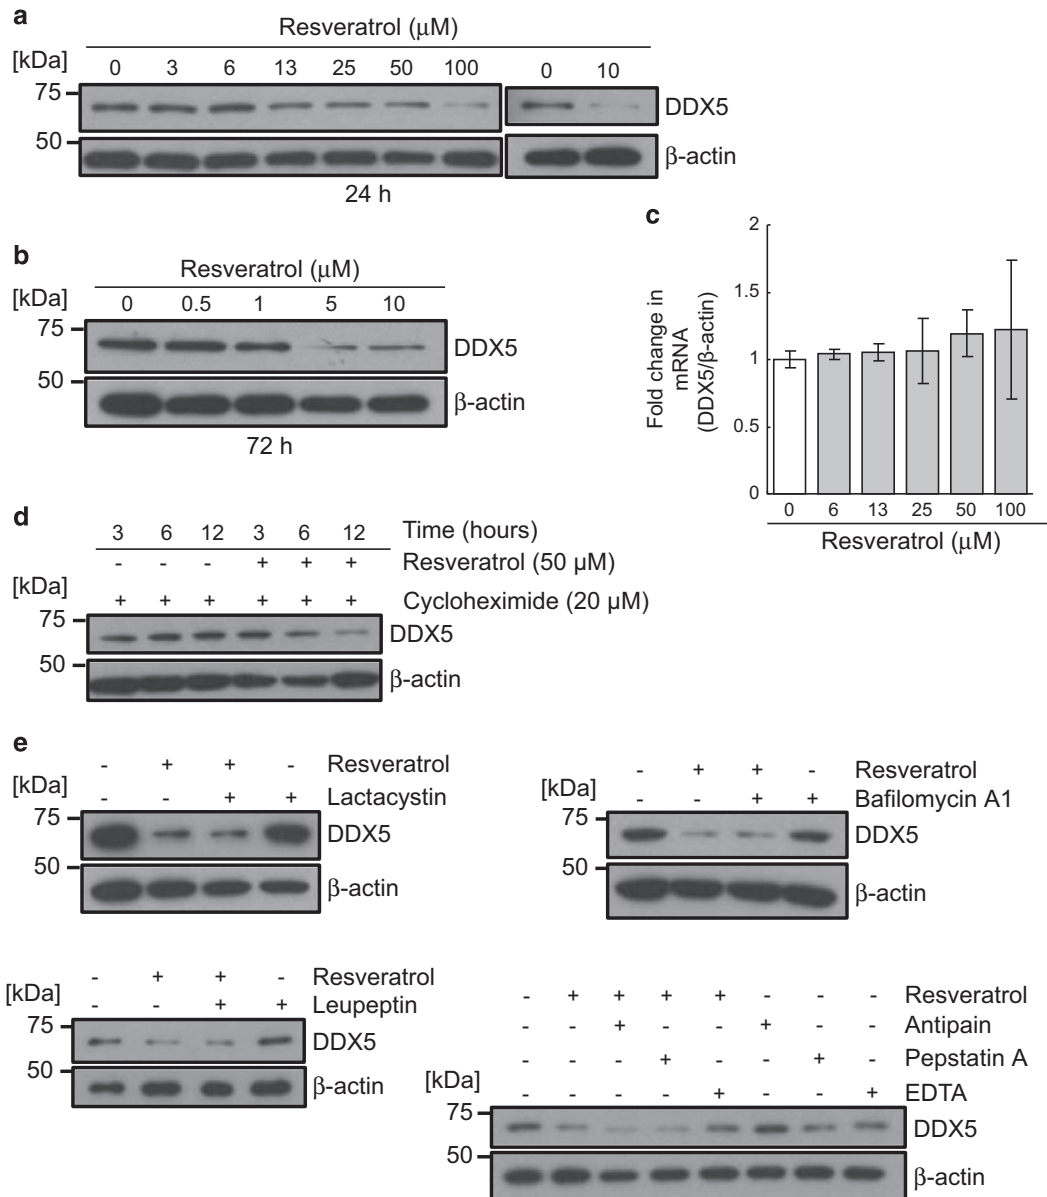 a
Resveratrol (μM)
[kDa]
0 3 6 13 25 50 100 0 10
75
DDX5
50
β-actin
24 h
b
Resveratrol (μM)
[kDa]
0 0.5 1 5 10
75
DDX5
50
β-actin
72 h
c
Fold change in
mRNA
(DDX5/β-actin)
2
1.5
1
0.5
0
0 6 13 25 50 100
Resveratrol (μM)
d
3 6 12 3 6 12 Time (hours)
- - - + + + Resveratrol (50 μM)
[kDa]
+ + + + + + Cycloheximide (20 μM)
75
DDX5
50
β-actin
e
- + + - Resveratrol
[kDa]
- - + + Lactacystin
75
DDX5
50
β-actin
- + + - Resveratrol
[kDa]
- - + + Bafilomycin A1
75
DDX5
50
β-actin
- + + - Resveratrol
[kDa]
- - + + Leupeptin
75
DDX5
50
β-actin
- + + + + - - - Resveratrol
- - + - - + - - Antipain
- - - + - - + - Pepstatin A
[kDa]
- - - - + - - + EDTA
75
DDX5
50
β-actin